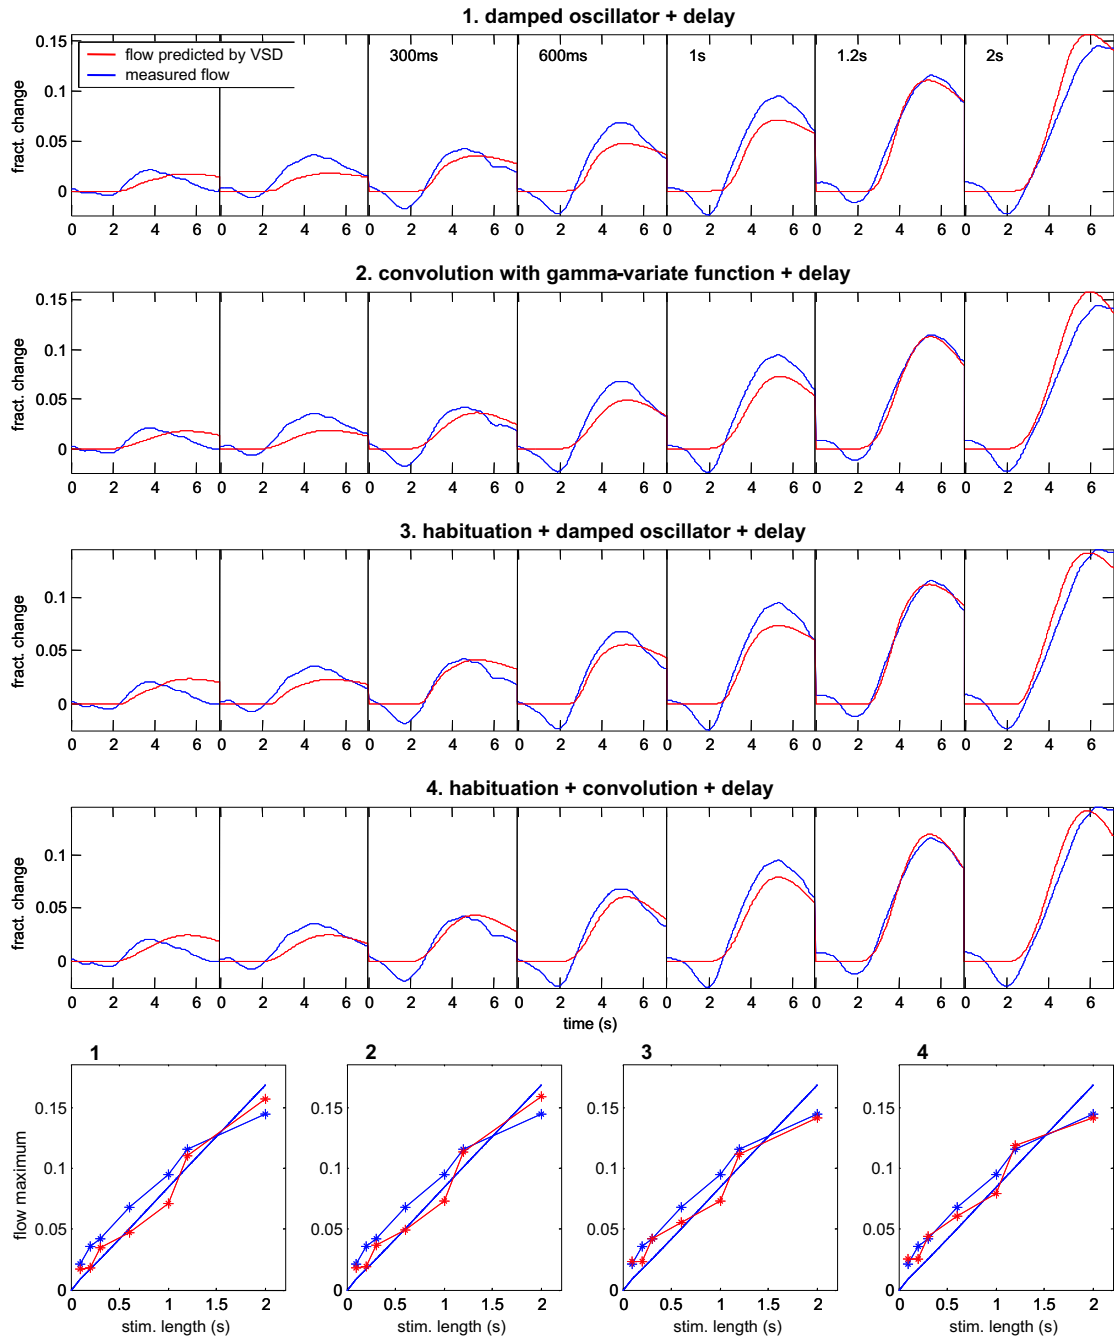 1. damped oscillator + delay
flow predicted by VSD
measured flow
300ms
600ms
1s
1.2s
2s
0.15
0.1
0.05
0
fract. change
0 2 4 6 0 2 4 6 0 2 4 6 0 2 4 6 0 2 4 6 0 2 4 6 0 2 4 6
2. convolution with gamma-variate function + delay
0.15
0.1
0.05
0
fract. change
0 2 4 6 0 2 4 6 0 2 4 6 0 2 4 6 0 2 4 6 0 2 4 6 0 2 4 6
3. habituation + damped oscillator + delay
0.1
0.05
0
fract. change
0 2 4 6 0 2 4 6 0 2 4 6 0 2 4 6 0 2 4 6 0 2 4 6 0 2 4 6
4. habituation + convolution + delay
0.1
0.05
0
fract. change
0 2 4 6 0 2 4 6 0 2 4 6 0 2 4 6 0 2 4 6 0 2 4 6 0 2 4 6
time (s)
1
0.15
0.1
0.05
0
flow maximum
0 0.5 1 1.5 2
stim. length (s)
2
0.15
0.1
0.05
0
0 0.5 1 1.5 2
stim. length (s)
3
0.15
0.1
0.05
0
0 0.5 1 1.5 2
stim. length (s)
4
0.15
0.1
0.05
0
0 0.5 1 1.5 2
stim. length (s)